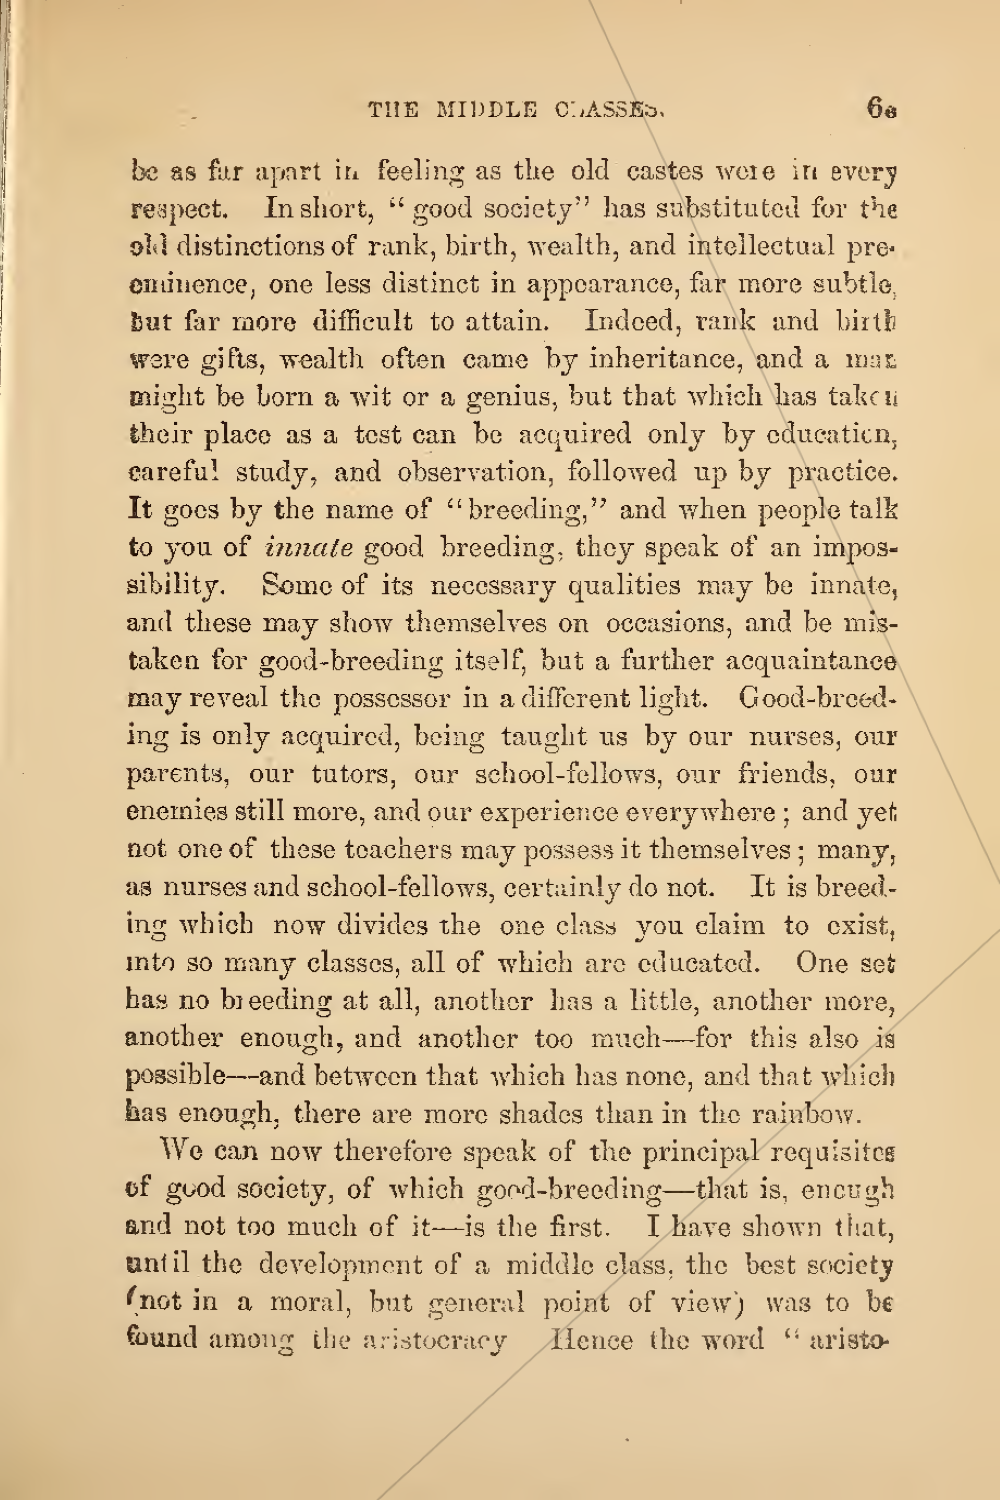 THE MIDDLE CLASSES.
be as far apart in feeling as the old castes were in every
respect. In short, “good society” has substituted for the
old distinctions of rank, birth, wealth, and intellectual pre-
eminence, one less distinct in appearance, far more subtle,
but far more difficult to attain. Indeed, rank and birth
were gifts, wealth often came by inheritance, and a man
might be born a wit or a genius, but that which has taken
their place as a test can be acquired only by education,
careful study, and observation, followed up by practice.
It goes by the name of “breeding,” and when people talk
to you of innate good breeding, they speak of an impos-
sibility. Some of its necessary qualities may be innate,
and these may show themselves on occasions, and be mis-
taken for good-breeding itself, but a further acquaintance
may reveal the possessor in a different light. Good-breed-
ing is only acquired, being taught us by our nurses, our
parents, our tutors, our school-fellows, our friends, our
enemies still more, and our experience everywhere; and yet
not one of these teachers may possess it themselves; many,
as nurses and school-fellows, certainly do not. It is breed-
ing which now divides the one class you claim to exist,
into so many classes, all of which are educated. One set
has no breeding at all, another has a little, another more,
another enough, and another too much—for this also is
possible—and between that which has none, and that which
has enough, there are more shades than in the rainbow.
We can now therefore speak of the principal requisites
of good society, of which good-breeding—that is, enough
and not too much of it—is the first. I have shown that,
until the development of a middle class, the best society
(not in a moral, but general point of view) was to be
found among the aristocracy Hence the word “aristo-